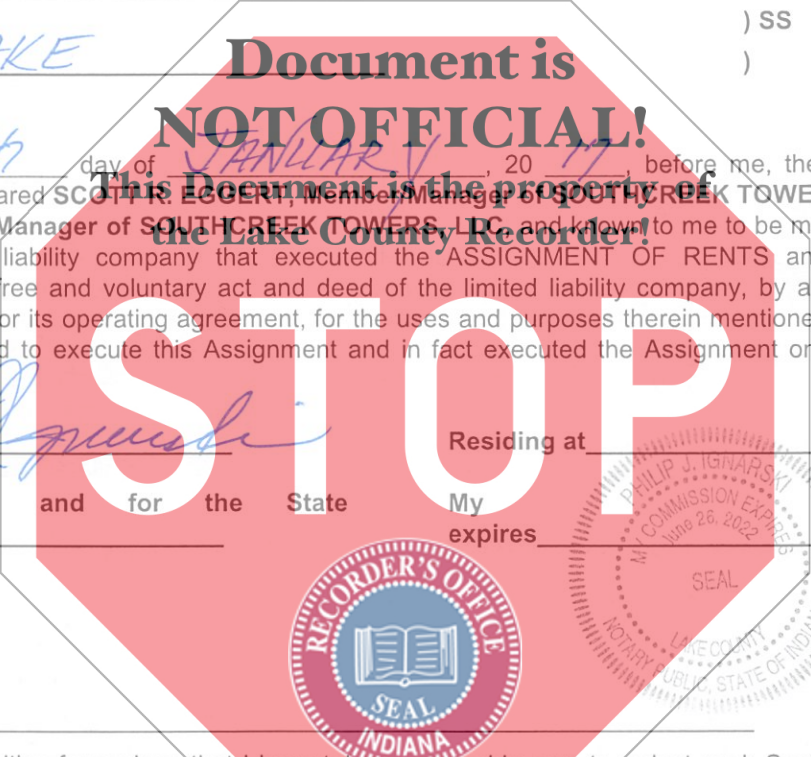 ) SS
)
KE
Document is
NOT OFFICIAL!
day of JANUARY, 20 17, before me, the
This Document is the property of
ared SCOTT R. EGGERT, Member/Manager of SOUTHCREEK TOWE
the Lake County Recorder!
Manager of SOUTHCREEK TOWERS, LLC, and known to me to be m
liability company that executed the ASSIGNMENT OF RENTS an
free and voluntary act and deed of the limited liability company, by a
or its operating agreement, for the uses and purposes therein mentione
d to execute this Assignment and in fact executed the Assignment on
STOP
Residing at
and for the State
My
expires
PHILIP J. IGNARSKI
MY COMMISSION EXPIRES
June 26, 2022
SEAL
LAKE COUNTY
NOTARY PUBLIC, STATE OF INDI
RECORDER'S OFFICE
SEAL
INDIANA